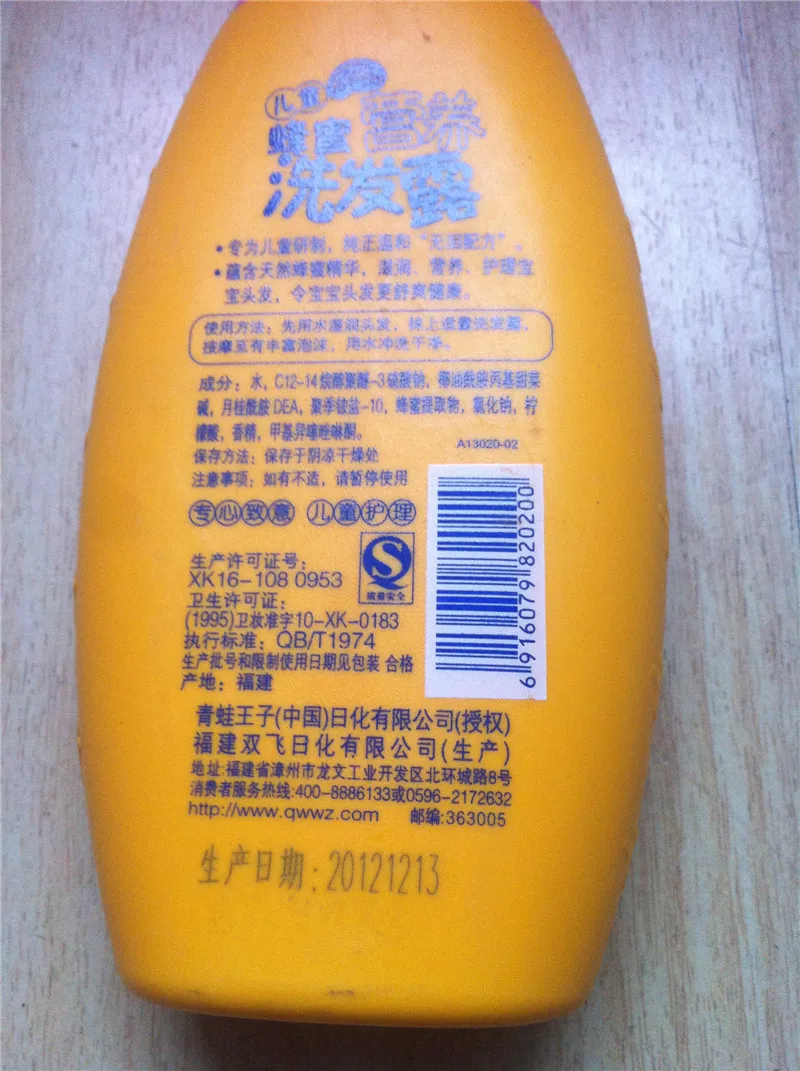 儿童
蜂蜜营养
洗发露
·专为儿童研制，纯正温和“无泪配方”。
·蕴含天然蜂蜜精华，滋润、营养、护理宝
宝头发，令宝宝头发更舒爽健康。
使用方法：先用水湿润头发，抹上适量洗发露，
按摩至有丰富泡沫，用水冲洗干净。
成分：水，C12-14烷醇聚醚-3硫酸钠，椰油酰胺丙基甜菜
碱，月桂酰胺DEA，聚季铵盐-10，蜂蜜提取物，氯化钠，柠
檬酸，香精，甲基异噻唑啉酮。
A13020-02
保存方法：保存于阴凉干燥处
注意事项：如有不适，请暂停使用
专心致意 儿童护理
生产许可证号：
XK16-108 0953
质量安全
卫生许可证：
(1995)卫妆准字10-XK-0183
执行标准：QB/T1974
生产批号和限制使用日期见包装 合格
产地：福建
6 916079 820200
青蛙王子(中国)日化有限公司(授权)
福建双飞日化有限公司(生产)
地址:福建省漳州市龙文工业开发区北环城路8号
消费者服务热线:400-8886133或0596-2172632
http://www.qwwz.com 邮编:363005
生产日期:20121213